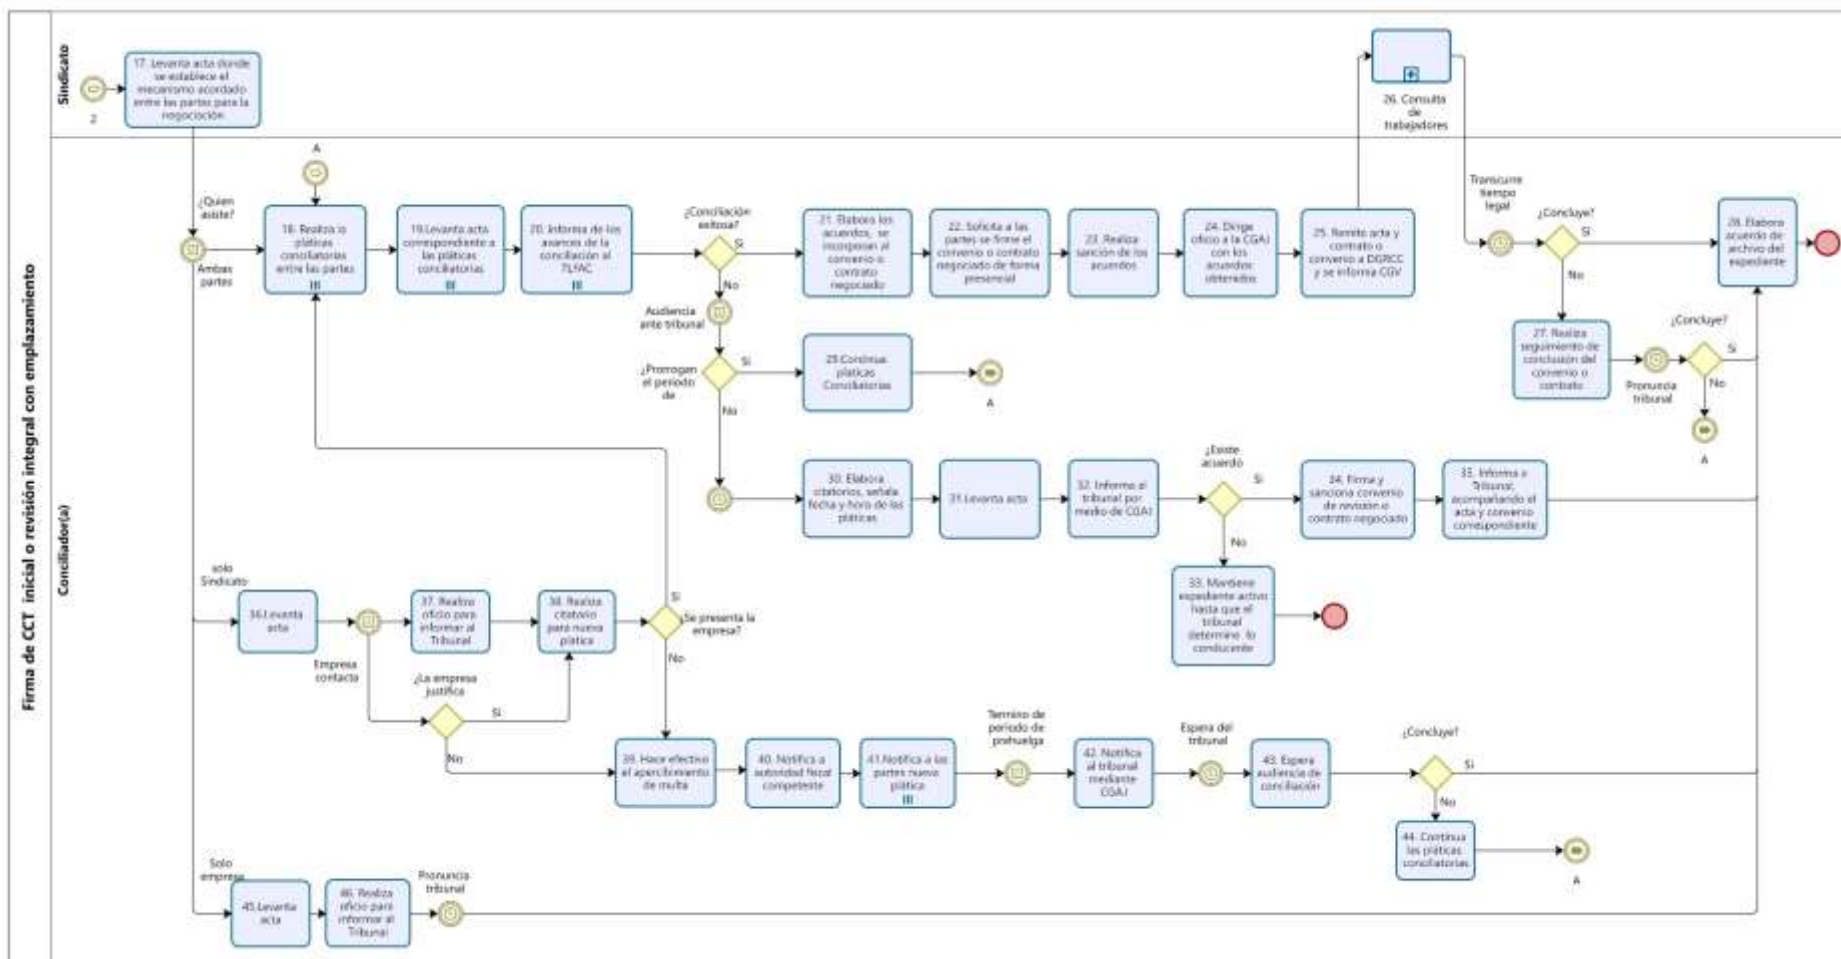 Firma de CCT inicial o revisión integral con emplazamiento
Sindicato
2
17. Levanta acta donde
se establece el
mecanismo acordado
entre las partes para la
negociación
26. Consulta
de
trabajadores
Conciliador(a)
A
¿Quien
asiste?
Ambas
partes
18. Realiza la
pláticas
conciliatorias
entre las partes
19.Levanta acta
correspondiente a
las pláticas
conciliatorias
20. Informa de los
avances de la
conciliación al
TLFAC
¿Conciliación
exitosa?
Si
No
21. Elabora los
acuerdos, se
incorporan al
convenio o
contrato
negociado
22. Solicita a las
partes se firme el
convenio o contrato
negociado de forma
presencial
23. Realiza
sanción de los
acuerdos
24. Dirige
oficio a la CGAJ
con los
acuerdos
obtenidos
25. Remite acta y
contrato o
convenio a DGRCC
y se informa CGV
Transcurre
tiempo
legal
¿Concluye?
Si
No
28. Elabora
acuerdo de
archivo del
expediente
27. Realiza
seguimiento de
conclusión del
convenio o
contrato
Pronuncia
tribunal
¿Concluye?
Si
No
A
Audiencia
ante tribunal
¿Prorrogan
el periodo
de
Si
No
29.Continua
platicas
Conciliatorias
A
30. Elabora
citatorios, señala
fecha y hora de las
pláticas
31.Levanta acta
32. Informa al
tribunal por
medio de CGAJ
¿Existe
acuerdo
Si
No
34. Firma y
sanciona convenio
de revisión o
contrato negociado
35. Informa a
Tribunal,
acompañando el
acta y convenio
correspondiente
33. Mantiene
expediente activo
hasta que el
tribunal
determine lo
conducente
solo
Sindicato
36.Levanta
acta
Empresa
contacta
37. Realiza
oficio para
informar al
Tribunal
38. Realiza
citatorio
para nueva
plática
¿Se presenta la
empresa?
Si
No
¿La empresa
justifica
Si
No
39. Hace efectivo
el apercibimiento
de multa
40. Notifica a
autoridad fiscal
competente
41.Notifica a las
partes nueva
plática
Termino de
periodo de
prehuelga
42. Notifica
al tribunal
mediante
CGAJ
Espera del
tribunal
43. Espera
audiencia de
conciliación
¿Concluye?
Si
No
44. Continua
las pláticas
conciliatorias
A
Solo
empresa
45.Levanta
acta
46. Realiza
oficio para
informar al
Tribunal
Pronuncia
tribunal